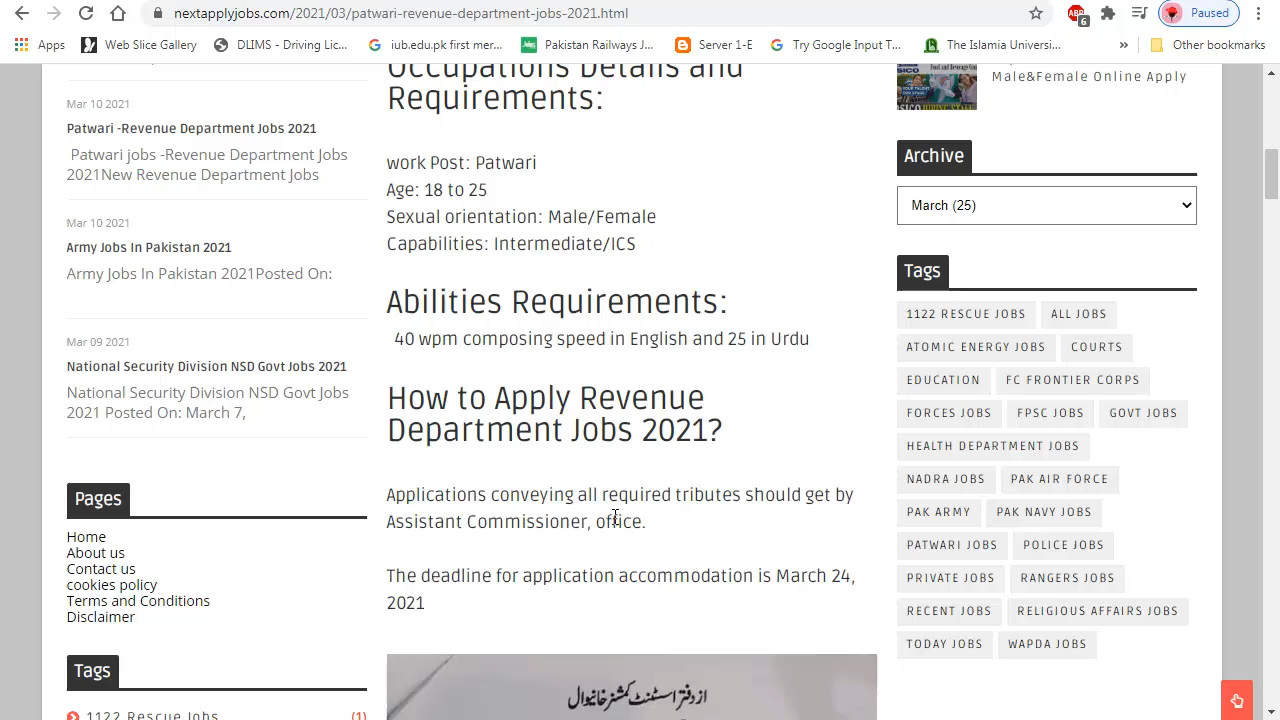 nextapplyjobs.com/2021/03/patwari-revenue-department-jobs-2021.html
6
Paused
Apps
Web Slice Gallery
DLIMS - Driving Lic...
iub.edu.pk first mer...
Pakistan Railways J...
Server 1-E
Try Google Input T...
The Islamia Universi...
»
Other bookmarks
Mar 10 2021
Patwari -Revenue Department Jobs 2021
Patwari jobs -Revenue Department Jobs
2021New Revenue Department Jobs
Mar 10 2021
Army Jobs In Pakistan 2021
Army Jobs In Pakistan 2021Posted On:
Mar 09 2021
National Security Division NSD Govt Jobs 2021
National Security Division NSD Govt Jobs
2021 Posted On: March 7,
Pages
Home
About us
Contact us
cookies policy
Terms and Conditions
Disclaimer
Tags
1122 Rescue Jobs (1)
Occupations Details and
Requirements:
work Post: Patwari
Age: 18 to 25
Sexual orientation: Male/Female
Capabilities: Intermediate/ICS
Abilities Requirements:
40 wpm composing speed in English and 25 in Urdu
How to Apply Revenue
Department Jobs 2021?
Applications conveying all required tributes should get by
Assistant Commissioner, office.
The deadline for application accommodation is March 24,
2021
از دفتر اسسٹنٹ کمشنر خانیوال
Male&Female Online Apply
Archive
March (25)
Tags
1122 RESCUE JOBS
ALL JOBS
ATOMIC ENERGY JOBS
COURTS
EDUCATION
FC FRONTIER CORPS
FORCES JOBS
FPSC JOBS
GOVT JOBS
HEALTH DEPARTMENT JOBS
NADRA JOBS
PAK AIR FORCE
PAK ARMY
PAK NAVY JOBS
PATWARI JOBS
POLICE JOBS
PRIVATE JOBS
RANGERS JOBS
RECENT JOBS
RELIGIOUS AFFAIRS JOBS
TODAY JOBS
WAPDA JOBS